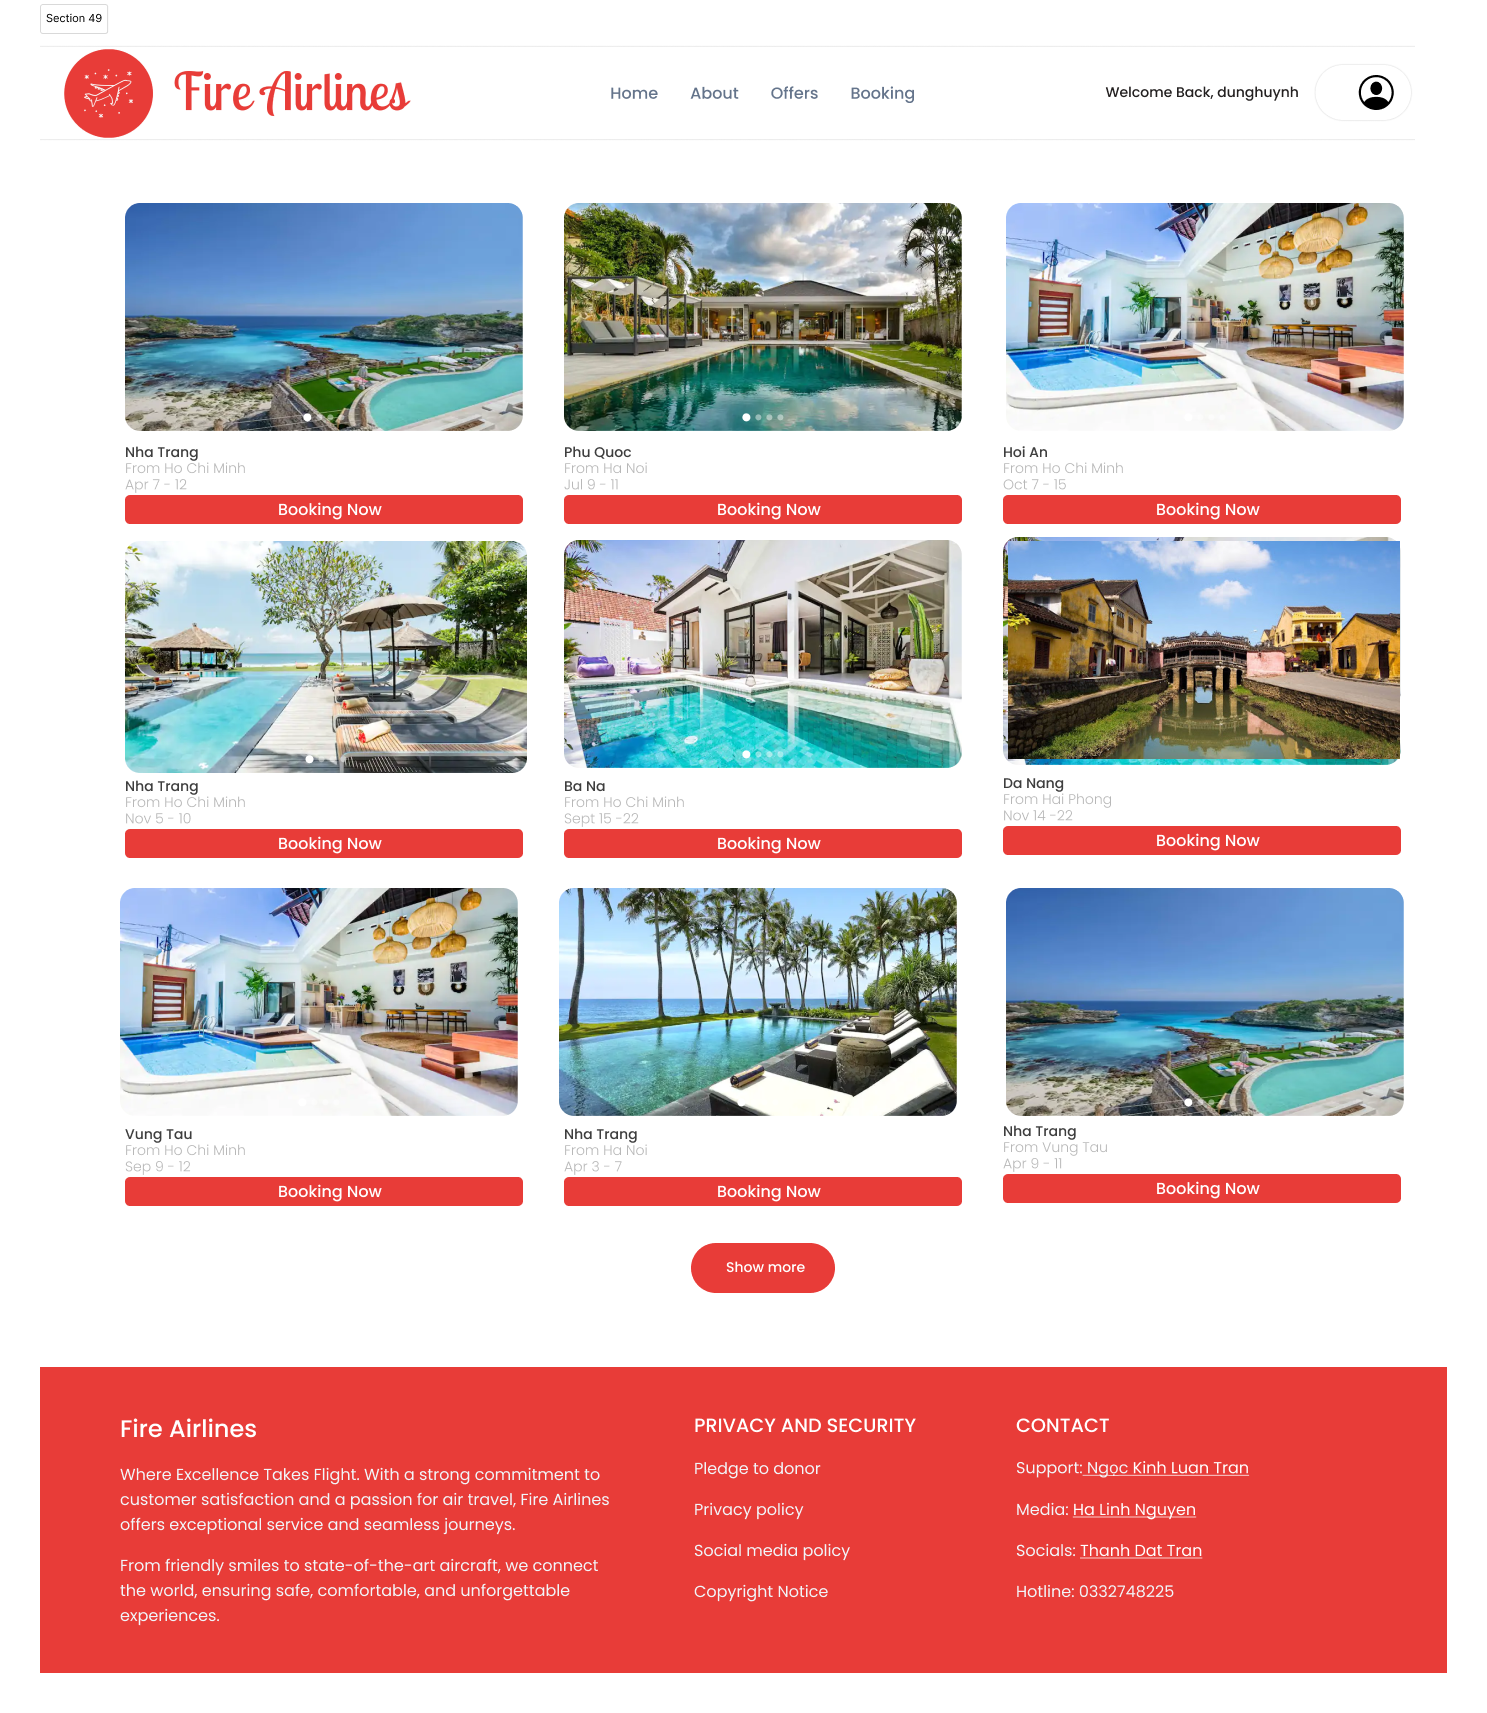 Section 49
Fire Airlines
Home About Offers Booking
Welcome Back, dunghuynh
Nha Trang
From Ho Chi Minh
Apr 7 - 12
Booking Now
Phu Quoc
From Ha Noi
Jul 9 - 11
Booking Now
Hoi An
From Ho Chi Minh
Oct 7 - 15
Booking Now
Nha Trang
From Ho Chi Minh
Nov 5 - 10
Booking Now
Ba Na
From Ho Chi Minh
Sept 15 -22
Booking Now
Da Nang
From Hai Phong
Nov 14 -22
Booking Now
Vung Tau
From Ho Chi Minh
Sep 9 - 12
Booking Now
Nha Trang
From Ha Noi
Apr 3 - 7
Booking Now
Nha Trang
From Vung Tau
Apr 9 - 11
Booking Now
Show more
Fire Airlines
Where Excellence Takes Flight. With a strong commitment to
customer satisfaction and a passion for air travel, Fire Airlines
offers exceptional service and seamless journeys.
From friendly smiles to state-of-the-art aircraft, we connect
the world, ensuring safe, comfortable, and unforgettable
experiences.
PRIVACY AND SECURITY
Pledge to donor
Privacy policy
Social media policy
Copyright Notice
CONTACT
Support: Ngọc Kinh Luan Tran
Media: Ha Linh Nguyen
Socials: Thanh Dat Tran
Hotline: 0332748225